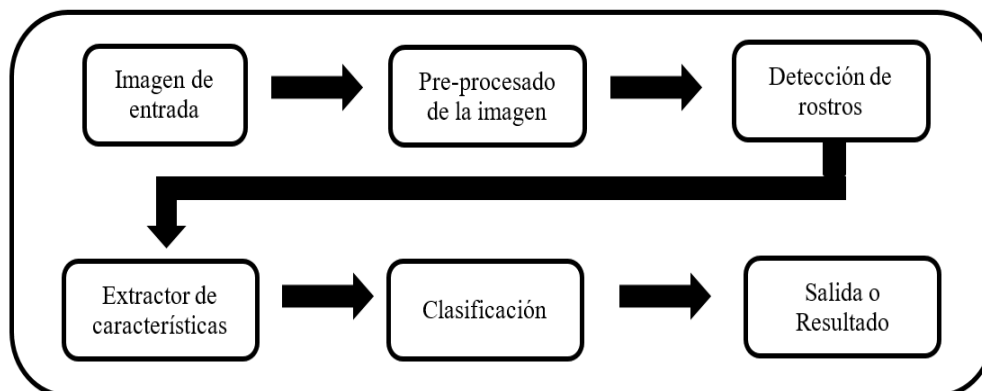 Imagen de
entrada
Pre-procesado
de la imagen
Detección de
rostros
Extractor de
características
Clasificación
Salida o
Resultado